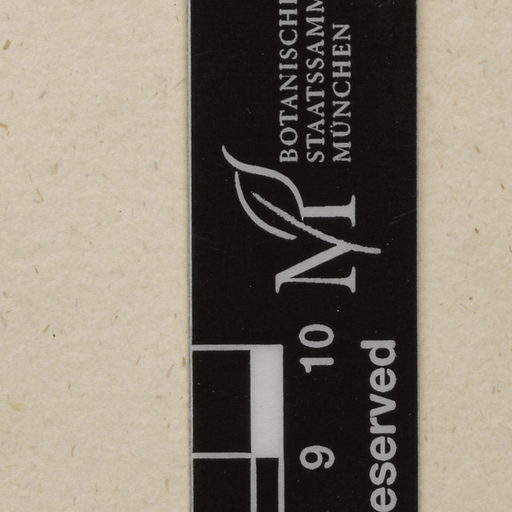 BOTANISCHE
STAATSSAMM
MÜNCHEN
M
9 10
eserved